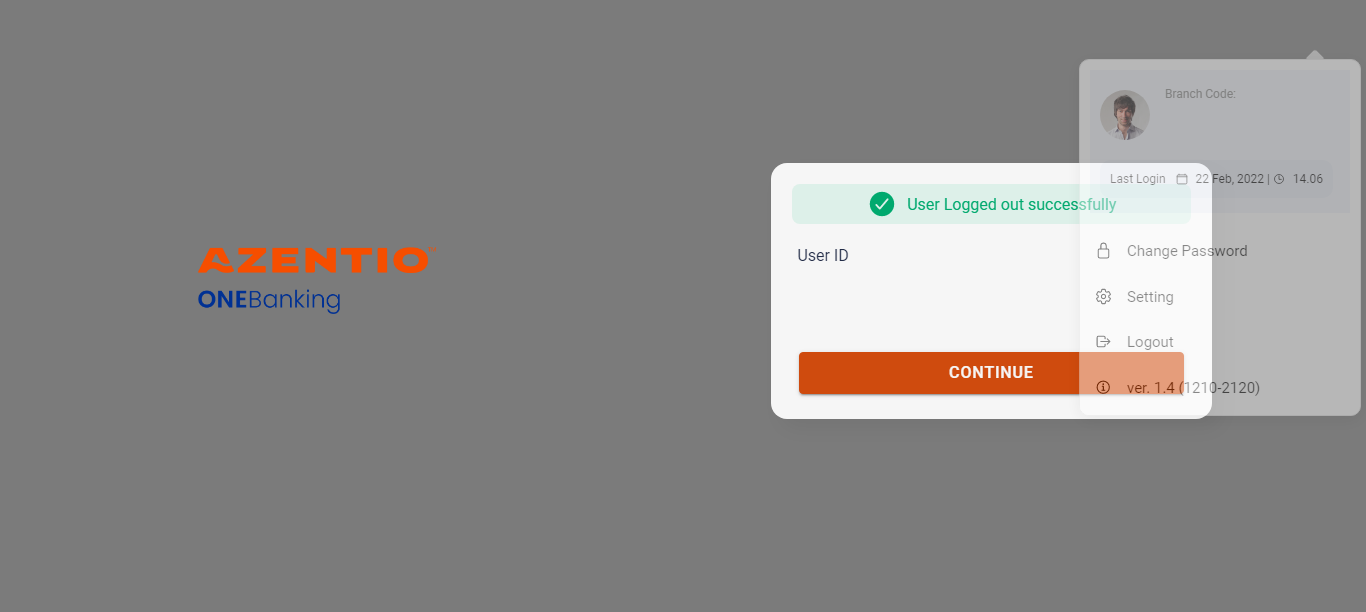 AZENTIO
ONEBanking
Branch Code:
Last Login 22 Feb, 2022 | 14.06
User Logged out successfully
User ID
Change Password
Setting
Logout
CONTINUE
ver. 1.4 (1210-2120)